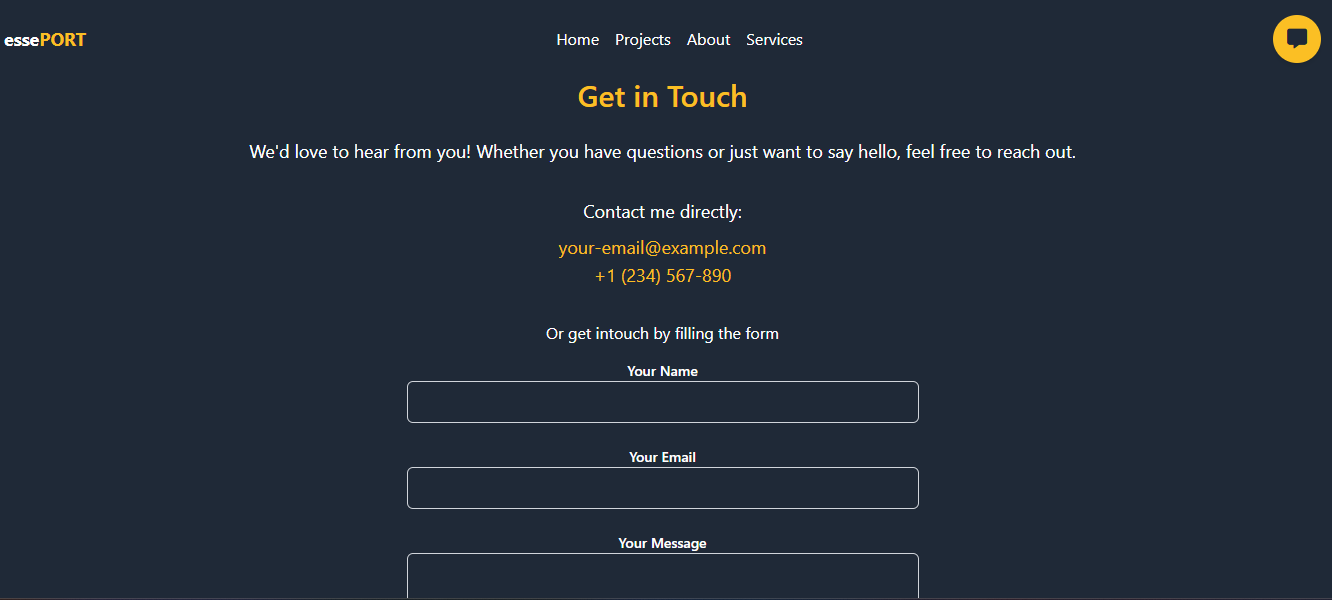 essePORT
Home Projects About Services
Get in Touch
We'd love to hear from you! Whether you have questions or just want to say hello, feel free to reach out.
Contact me directly:
your-email@example.com
+1 (234) 567-890
Or get intouch by filling the form
Your Name
Your Email
Your Message